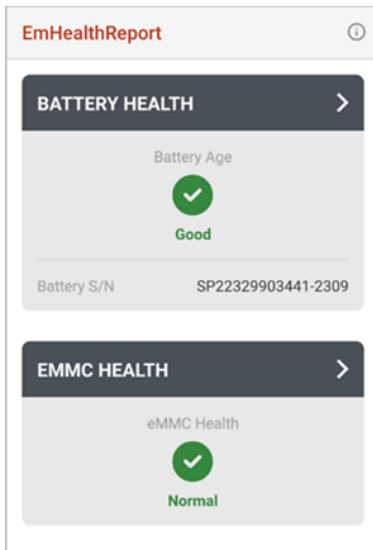 EmHealthReport
BATTERY HEALTH
Battery Age
Good
Battery S/N SP22329903441-2309
EMMC HEALTH
eMMC Health
Normal